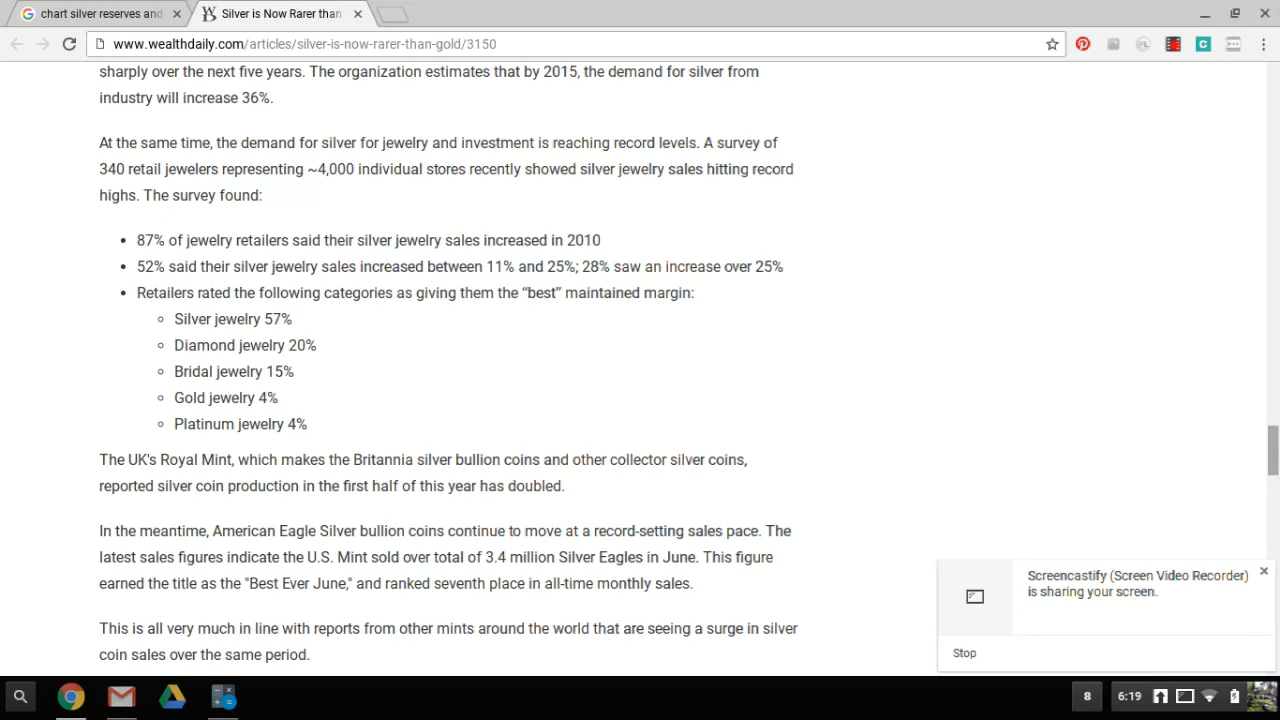 chart silver reserves and
Silver is Now Rarer than
www.wealthdaily.com/articles/silver-is-now-rarer-than-gold/3150
sharply over the next five years. The organization estimates that by 2015, the demand for silver from
industry will increase 36%.
At the same time, the demand for silver for jewelry and investment is reaching record levels. A survey of
340 retail jewelers representing ~4,000 individual stores recently showed silver jewelry sales hitting record
highs. The survey found:
• 87% of jewelry retailers said their silver jewelry sales increased in 2010
• 52% said their silver jewelry sales increased between 11% and 25%; 28% saw an increase over 25%
• Retailers rated the following categories as giving them the “best” maintained margin:
◦ Silver jewelry 57%
◦ Diamond jewelry 20%
◦ Bridal jewelry 15%
◦ Gold jewelry 4%
◦ Platinum jewelry 4%
The UK's Royal Mint, which makes the Britannia silver bullion coins and other collector silver coins,
reported silver coin production in the first half of this year has doubled.
In the meantime, American Eagle Silver bullion coins continue to move at a record-setting sales pace. The
latest sales figures indicate the U.S. Mint sold over total of 3.4 million Silver Eagles in June. This figure
earned the title as the "Best Ever June," and ranked seventh place in all-time monthly sales.
This is all very much in line with reports from other mints around the world that are seeing a surge in silver
coin sales over the same period.
Screencastify (Screen Video Recorder)
is sharing your screen.
Stop
8
6:19